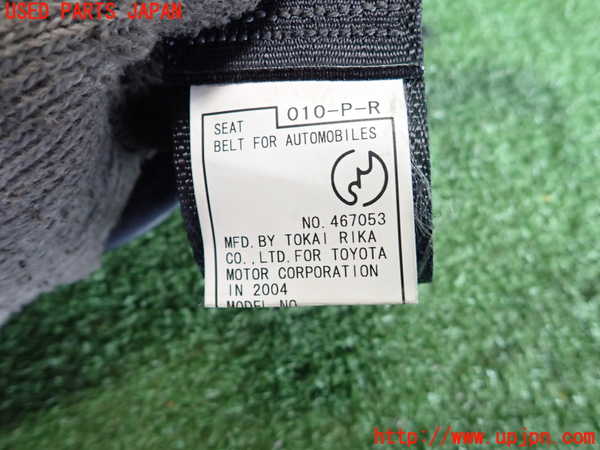 USED PARTS JAPAN
010-P-R
SEAT
BELT FOR AUTOMOBILES
NO. 467053
MFD. BY TOKAI RIKA
CO., LTD. FOR TOYOTA
MOTOR CORPORATION
IN 2004
MODEL NO.
http://www.upjpn.com/